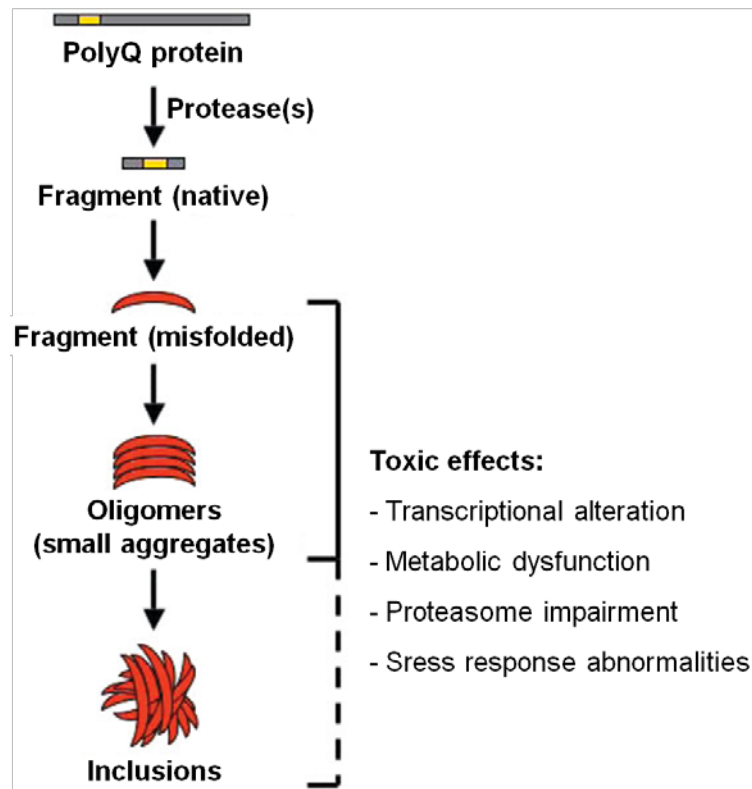 PolyQ protein
Protease(s)
Fragment (native)
Fragment (misfolded)
Oligomers
(small aggregates)
Inclusions
Toxic effects:
- Transcriptional alteration
- Metabolic dysfunction
- Proteasome impairment
- Sress response abnormalities